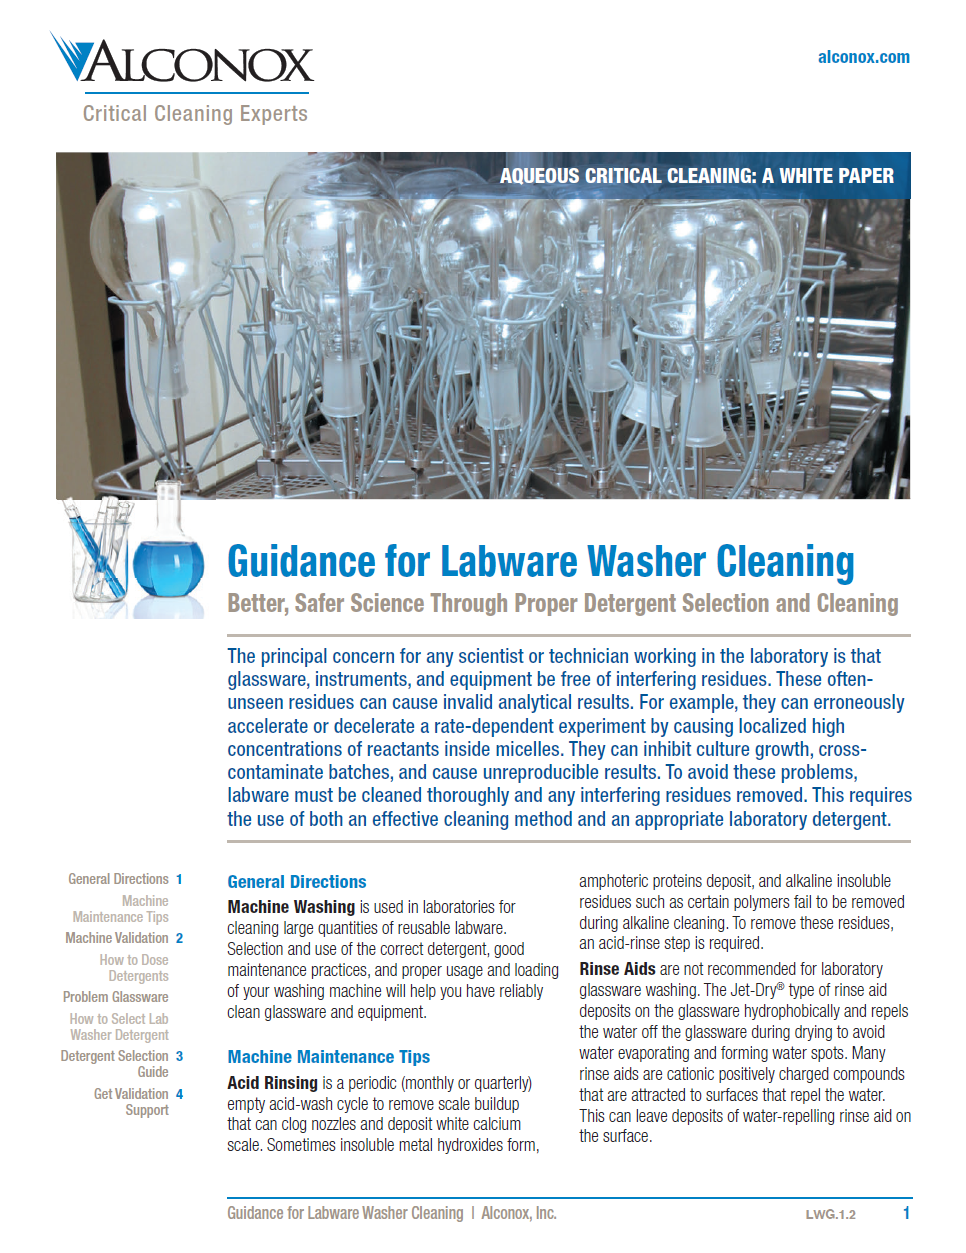 ALCONOX
Critical Cleaning Experts
alconox.com
AQUEOUS CRITICAL CLEANING: A WHITE PAPER
Guidance for Labware Washer Cleaning
Better, Safer Science Through Proper Detergent Selection and Cleaning
The principal concern for any scientist or technician working in the laboratory is that
glassware, instruments, and equipment be free of interfering residues. These often-
unseen residues can cause invalid analytical results. For example, they can erroneously
accelerate or decelerate a rate-dependent experiment by causing localized high
concentrations of reactants inside micelles. They can inhibit culture growth, cross-
contaminate batches, and cause unreproducible results. To avoid these problems,
labware must be cleaned thoroughly and any interfering residues removed. This requires
the use of both an effective cleaning method and an appropriate laboratory detergent.
General Directions 1
Machine
Maintenance Tips
Machine Validation 2
How to Dose
Detergents
Problem Glassware
How to Select Lab
Washer Detergent
Detergent Selection 3
Guide
Get Validation 4
Support
General Directions
Machine Washing is used in laboratories for
cleaning large quantities of reusable labware.
Selection and use of the correct detergent, good
maintenance practices, and proper usage and loading
of your washing machine will help you have reliably
clean glassware and equipment.
Machine Maintenance Tips
Acid Rinsing is a periodic (monthly or quarterly)
empty acid-wash cycle to remove scale buildup
that can clog nozzles and deposit white calcium
scale. Sometimes insoluble metal hydroxides form,
amphoteric proteins deposit, and alkaline insoluble
residues such as certain polymers fail to be removed
during alkaline cleaning. To remove these residues,
an acid-rinse step is required.
Rinse Aids are not recommended for laboratory
glassware washing. The Jet-Dry® type of rinse aid
deposits on the glassware hydrophobically and repels
the water off the glassware during drying to avoid
water evaporating and forming water spots. Many
rinse aids are cationic positively charged compounds
that are attracted to surfaces that repel the water.
This can leave deposits of water-repelling rinse aid on
the surface.
Guidance for Labware Washer Cleaning | Alconox, Inc.
LWG.1.2
1